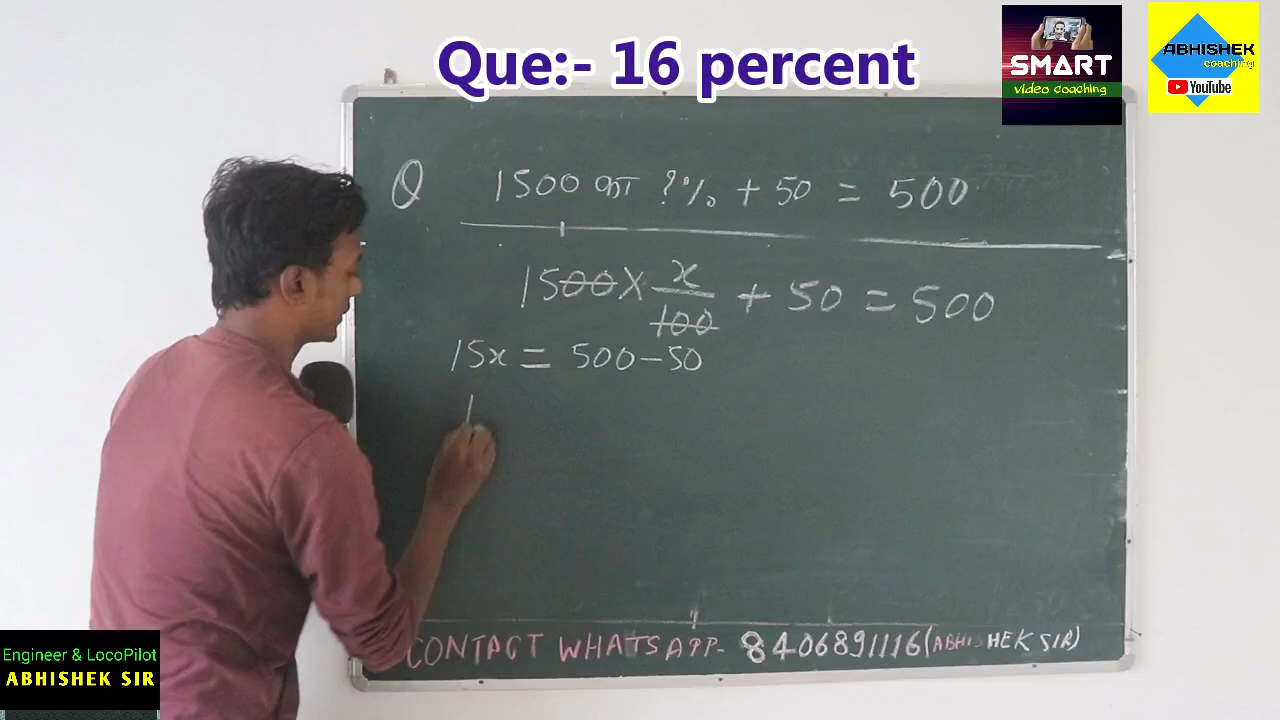 Que:- 16 percent
SMART
video coaching
ABHISHEK
coaching
YouTube
Q 1500 का ?% + 50 = 500
1500 X x/100 + 50 = 500
15x = 500-50
1
CONTACT WHATSAPP- 8406891116 (ABHISHEK SIR)
Engineer & LocoPilot
ABHISHEK SIR